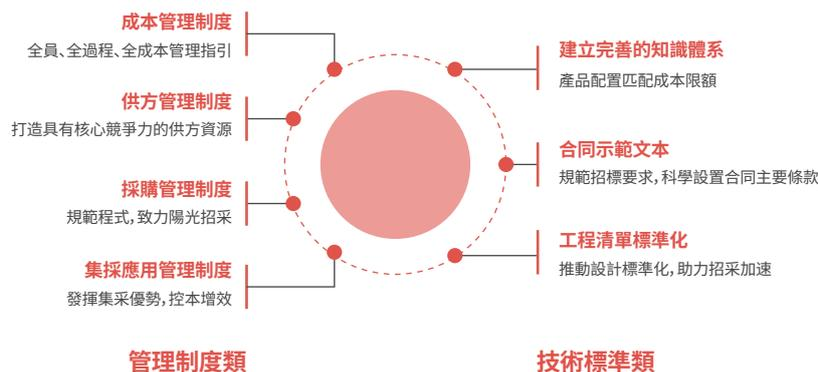 成本管理制度
全員、全過程、全成本管理指引
供方管理制度
打造具有核心競爭力的供方資源
採購管理制度
規範程式，致力陽光招采
集採應用管理制度
發揮集采優勢，控本增效
管理制度類
建立完善的知識體系
產品配置匹配成本限額
合同示範文本
規範招標要求，科學設置合同主要條款
工程清單標準化
推動設計標準化，助力招采加速
技術標準類